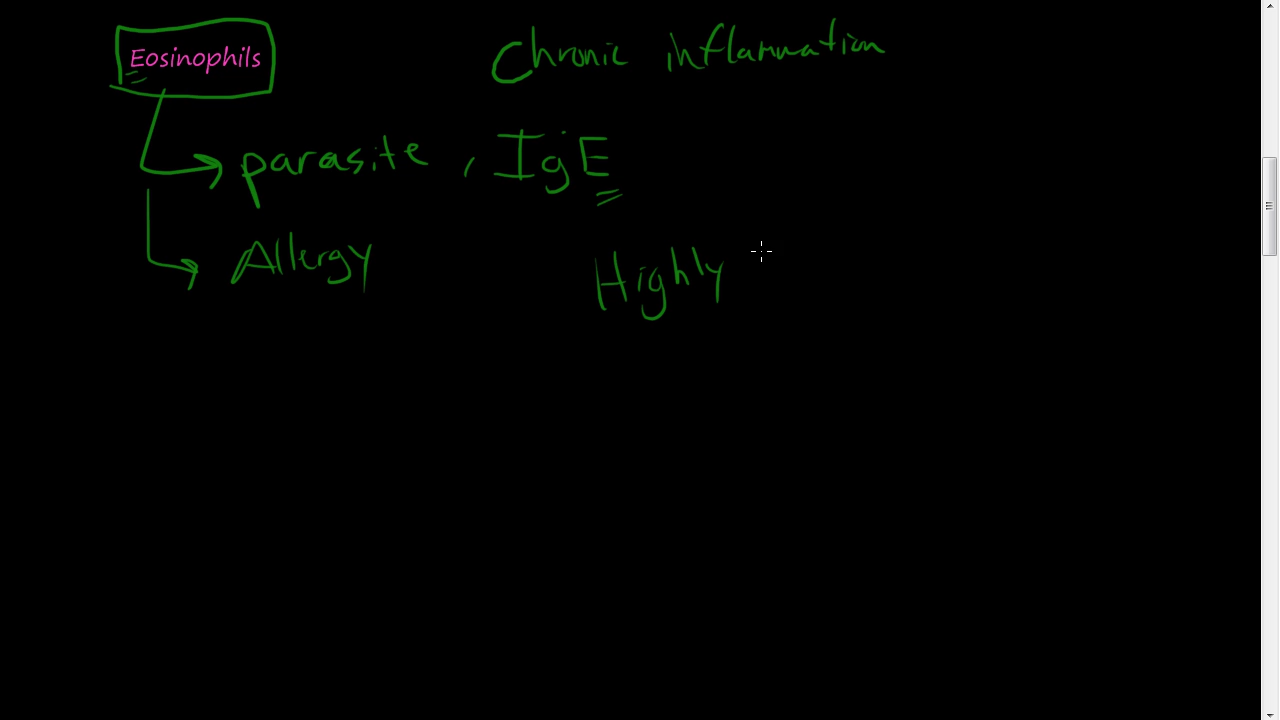 Eosinophils
Chronic inflammation
parasite, IgE
Allergy
Highly